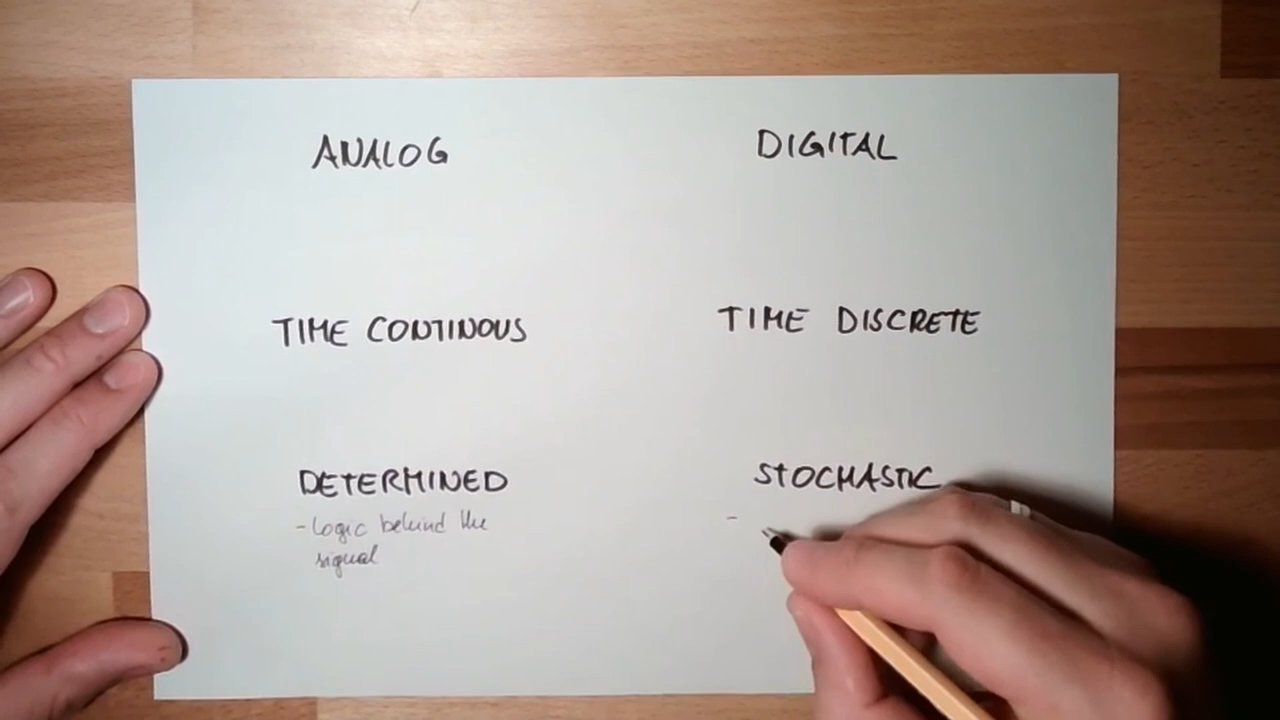 ANALOG
DIGITAL
TIME CONTINOUS
TIME DISCRETE
DETERMINED
- logic behind the
signal
STOCHASTIC
-